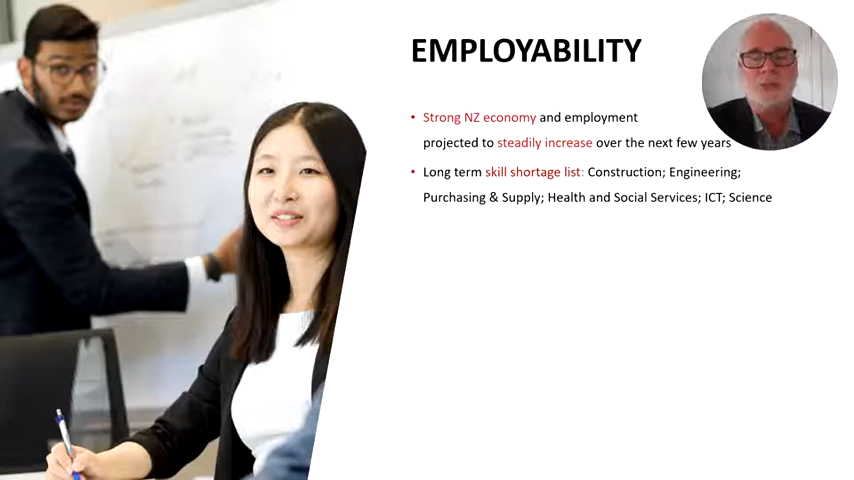 EMPLOYABILITY
• Strong NZ economy and employment
projected to steadily increase over the next few years
• Long term skill shortage list: Construction; Engineering;
Purchasing & Supply; Health and Social Services; ICT; Science